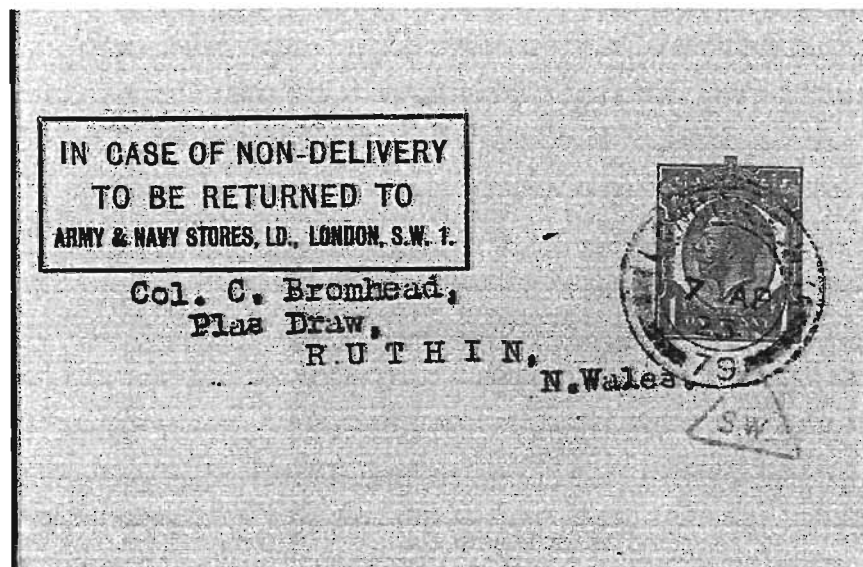 IN CASE OF NON-DELIVERY
TO BE RETURNED TO
ARMY & NAVY STORES, LD., LONDON, S.W. 1.
Col. C. Bromhead,
Plas Draw,
R U T H I N,
N.Wales.
7 AP
23
79
S.W